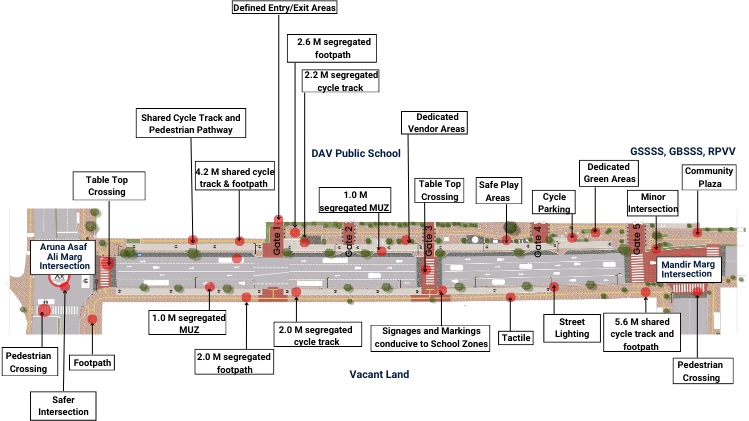 Defined Entry/Exit Areas
2.6 M segregated
footpath
2.2 M segregated
cycle track
Shared Cycle Track and
Pedestrian Pathway
Dedicated
Vendor Areas
DAV Public School
GSSSS, GBSSS, RPVV
4.2 M shared cycle
track & footpath
Table Top
Crossing
1.0 M
segregated MUZ
Table Top
Crossing
Safe Play
Areas
Cycle
Parking
Dedicated
Green Areas
Minor
Intersection
Community
Plaza
Gate 1
Gate 2
Gate 3
Gate 4
Gate 5
Aruna Asaf
Ali Marg
Intersection
Mandir Marg
Intersection
Pedestrian
Crossing
Safer
Intersection
Footpath
1.0 M segregated
MUZ
2.0 M segregated
footpath
2.0 M segregated
cycle track
Signages and Markings
conducive to School Zones
Tactile
Street
Lighting
5.6 M shared
cycle track and
footpath
Pedestrian
Crossing
Vacant Land